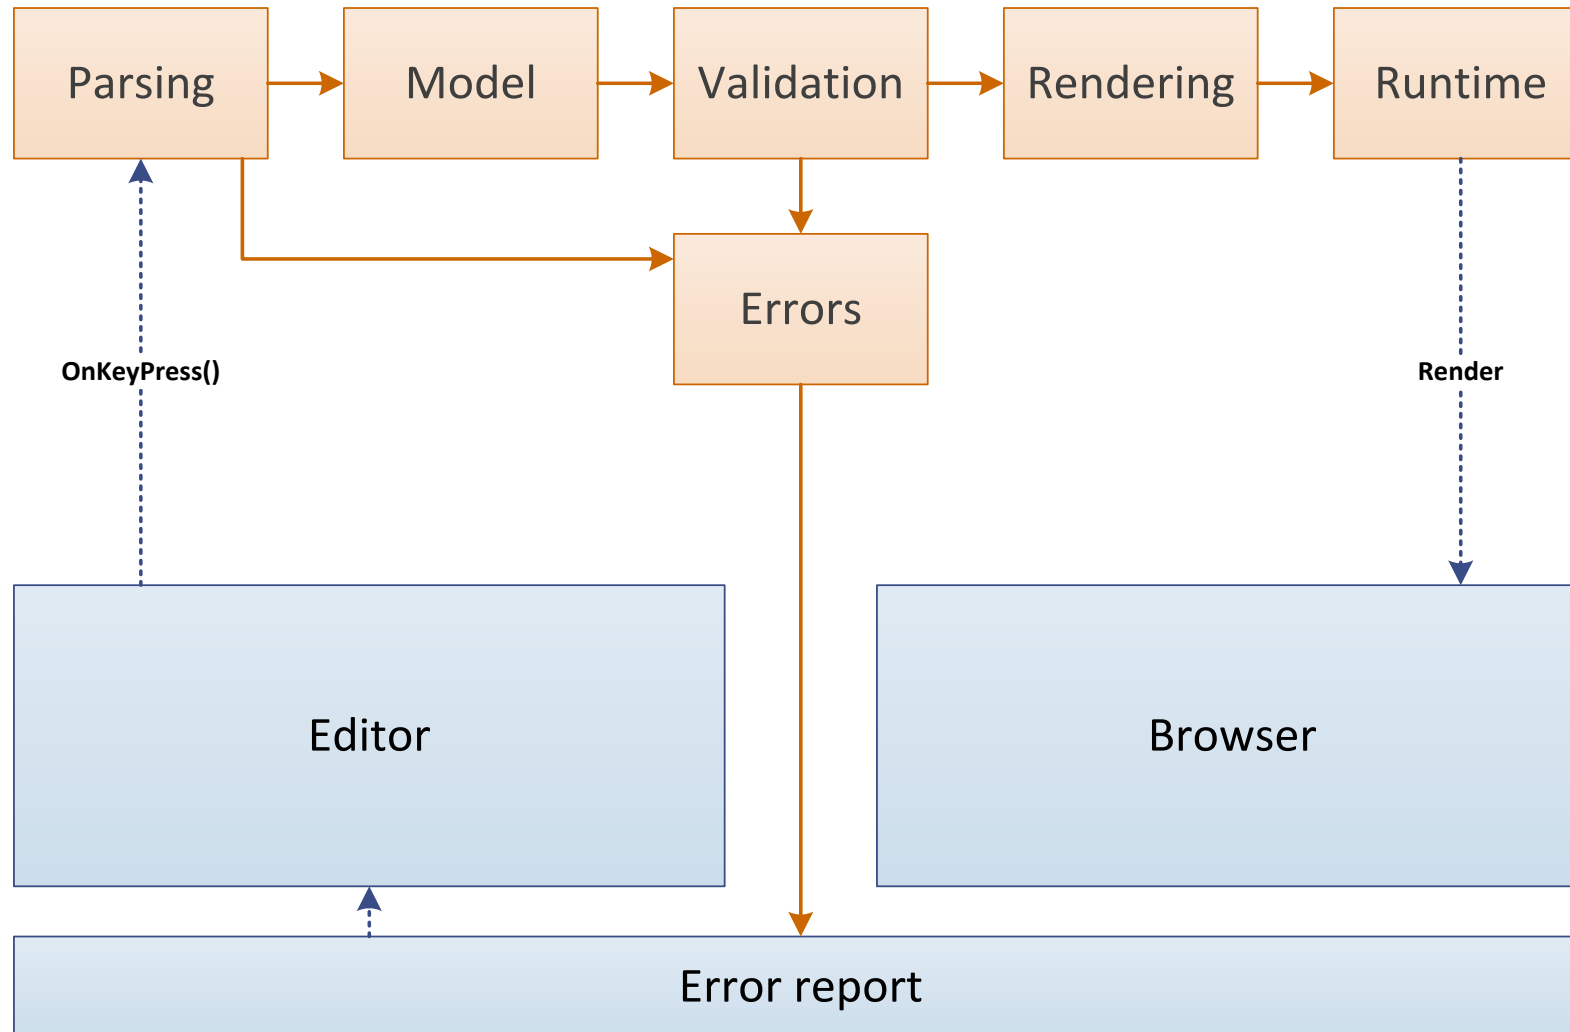 Parsing
Model
Validation
Rendering
Runtime
Errors
OnKeyPress()
Render
Editor
Browser
Error report